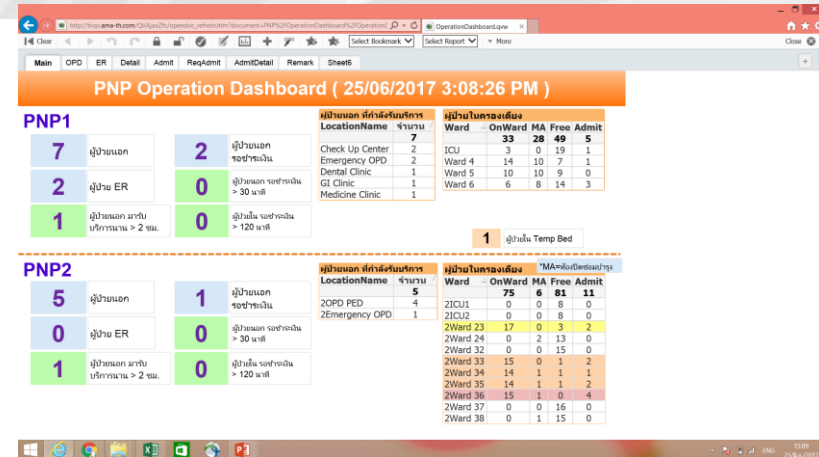 http://biqv.ama-th.com/QVAjaxZfc/opendoc_refresh.htm?document=PNP%2FOperationDashboard%2FOperation(
OperationDashboard.qvw
Clear
Select Bookmark
Select Report
More
Close
Main OPD ER Detail Admit ReqAdmit AdmitDetail Remark Sheet6
PNP Operation Dashboard ( 25/06/2017 3:08:26 PM )
PNP1
7 ผู้ป่วยนอก
2 ผู้ป่วยนอก
รอชำระเงิน
2 ผู้ป่วย ER
0 ผู้ป่วยนอก รอชำระเงิน
> 30 นาที
1 ผู้ป่วยนอก มารับ
บริการนาน > 2 ชม.
0 ผู้ป่วยใน รอชำระเงิน
> 120 นาที
ผู้ป่วยนอก ที่กำลังรับบริการ
LocationName จำนวน
7
Check Up Center 2
Emergency OPD 2
Dental Clinic 1
GI Clinic 1
Medicine Clinic 1
ผู้ป่วยในครองเตียง
Ward OnWard MA Free Admit
33 28 49 5
ICU 3 0 19 1
Ward 4 14 10 7 1
Ward 5 10 10 9 0
Ward 6 6 8 14 3
1 ผู้ป่วยใน Temp Bed
PNP2
5 ผู้ป่วยนอก
1 ผู้ป่วยนอก
รอชำระเงิน
0 ผู้ป่วย ER
0 ผู้ป่วยนอก รอชำระเงิน
> 30 นาที
1 ผู้ป่วยนอก มารับ
บริการนาน > 2 ชม.
0 ผู้ป่วยใน รอชำระเงิน
> 120 นาที
ผู้ป่วยนอก ที่กำลังรับบริการ
LocationName จำนวน
5
2OPD PED 4
2Emergency OPD 1
ผู้ป่วยในครองเตียง
*MA=ห้องปิดซ่อมบำรุง
Ward OnWard MA Free Admit
75 6 81 11
2ICU1 0 0 8 0
2ICU2 0 0 8 0
2Ward 23 17 0 3 2
2Ward 24 0 2 13 0
2Ward 32 0 0 15 0
2Ward 33 15 0 1 2
2Ward 34 14 1 1 1
2Ward 35 14 1 1 2
2Ward 36 15 1 0 4
2Ward 37 0 0 16 0
2Ward 38 0 1 15 0
ENG
15:09